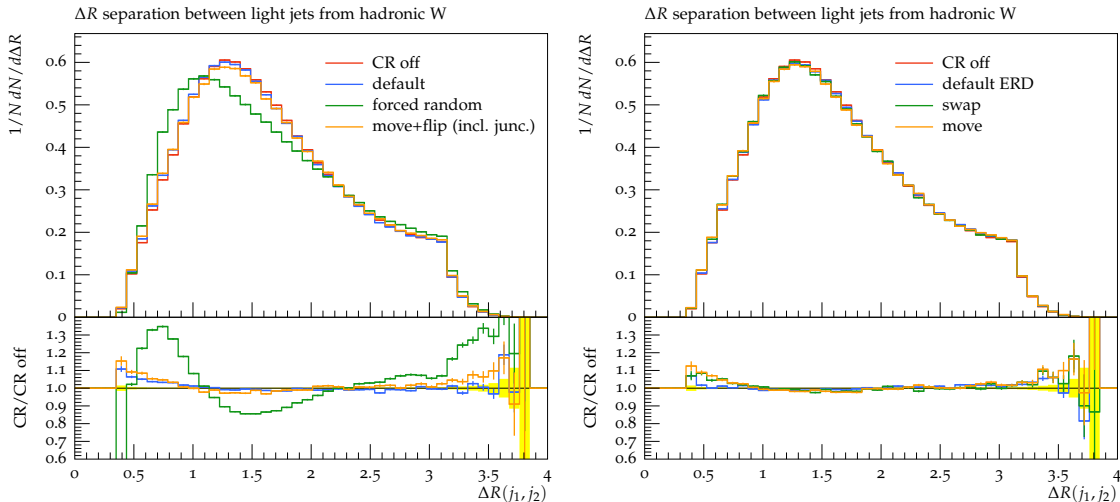 ΔR separation between light jets from hadronic W
CR off
default
forced random
move+flip (incl. junc.)
1/N dN/dΔR
0
0.1
0.2
0.3
0.4
0.5
0.6
CR/CR off
0.6
0.7
0.8
0.9
1.0
1.1
1.2
1.3
0 0.5 1 1.5 2 2.5 3 3.5 4
ΔR(j1, j2)
ΔR separation between light jets from hadronic W
CR off
default ERD
swap
move
1/N dN/dΔR
0
0.1
0.2
0.3
0.4
0.5
0.6
CR/CR off
0.6
0.7
0.8
0.9
1.0
1.1
1.2
1.3
0 0.5 1 1.5 2 2.5 3 3.5 4
ΔR(j1, j2)